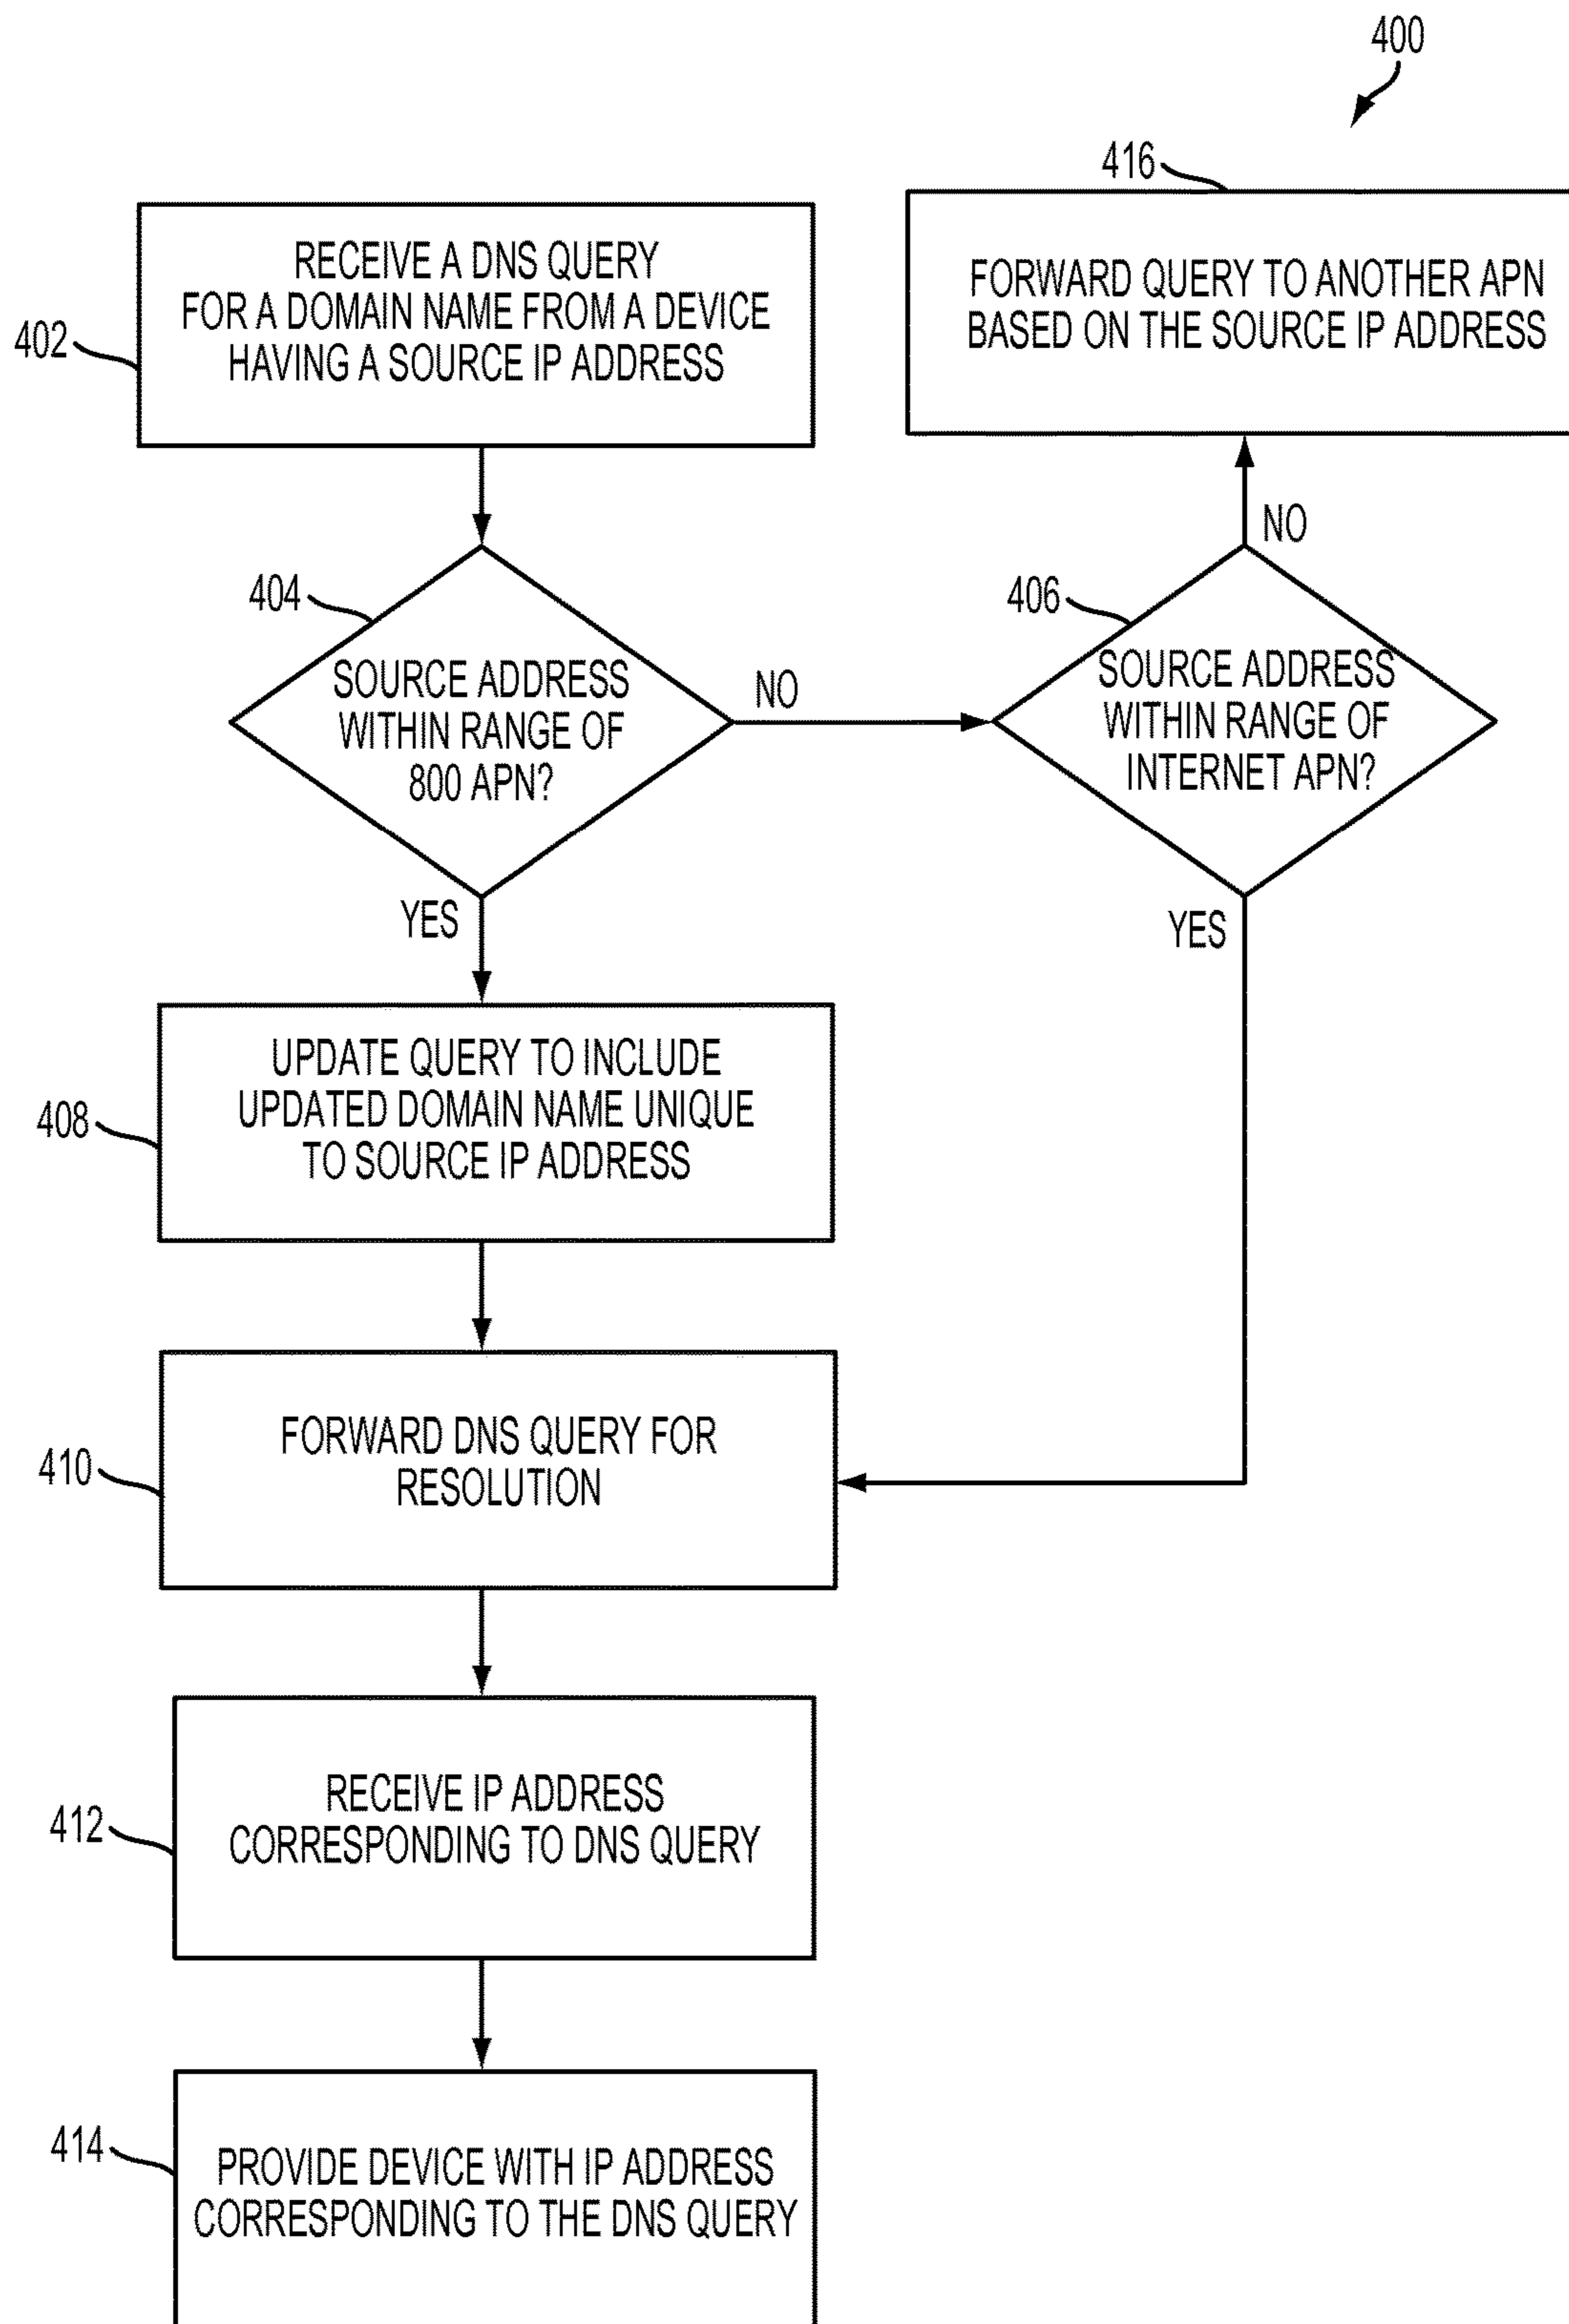 400
416
RECEIVE A DNS QUERY
FOR A DOMAIN NAME FROM A DEVICE
HAVING A SOURCE IP ADDRESS
402
FORWARD QUERY TO ANOTHER APN
BASED ON THE SOURCE IP ADDRESS
NO
404
SOURCE ADDRESS
WITHIN RANGE OF
800 APN?
NO
406
SOURCE ADDRESS
WITHIN RANGE OF
INTERNET APN?
YES
YES
UPDATE QUERY TO INCLUDE
UPDATED DOMAIN NAME UNIQUE
TO SOURCE IP ADDRESS
408
FORWARD DNS QUERY FOR
RESOLUTION
410
RECEIVE IP ADDRESS
CORRESPONDING TO DNS QUERY
412
PROVIDE DEVICE WITH IP ADDRESS
CORRESPONDING TO THE DNS QUERY
414